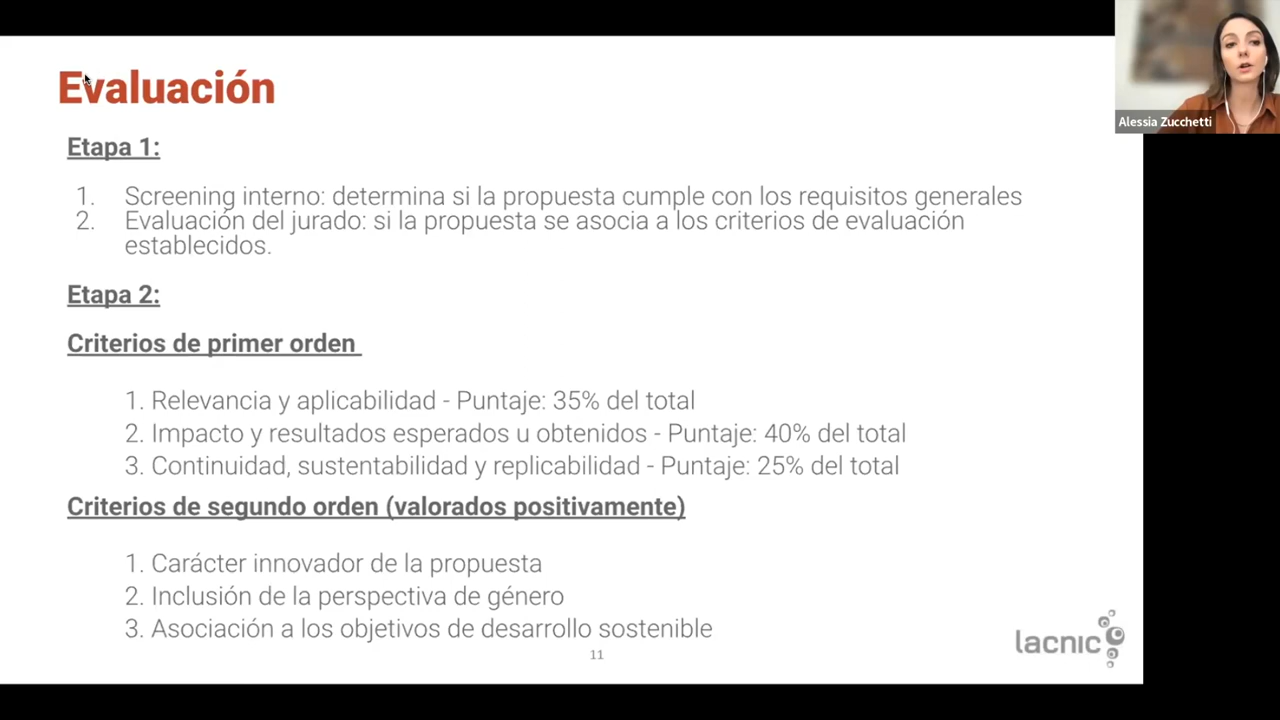 Evaluación
Alessia Zucchetti
Etapa 1:
1. Screening interno: determina si la propuesta cumple con los requisitos generales
2. Evaluación del jurado: si la propuesta se asocia a los criterios de evaluación
establecidos.
Etapa 2:
Criterios de primer orden
1. Relevancia y aplicabilidad - Puntaje: 35% del total
2. Impacto y resultados esperados u obtenidos - Puntaje: 40% del total
3. Continuidad, sustentabilidad y replicabilidad - Puntaje: 25% del total
Criterios de segundo orden (valorados positivamente)
1. Carácter innovador de la propuesta
2. Inclusión de la perspectiva de género
3. Asociación a los objetivos de desarrollo sostenible
lacnic
11